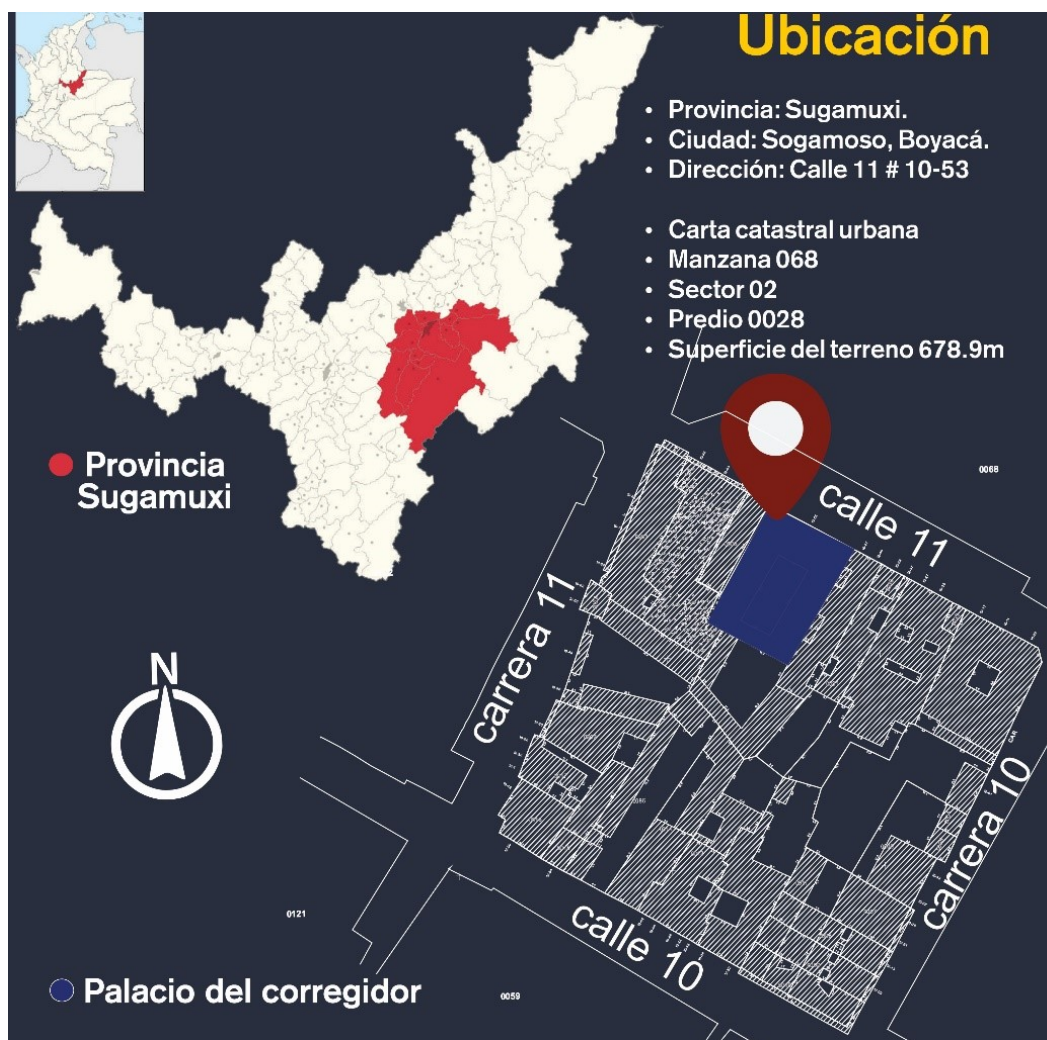 Ubicación
• Provincia: Sugamuxi.
• Ciudad: Sogamoso, Boyacá.
• Dirección: Calle 11 # 10-53
• Carta catastral urbana
• Manzana 068
• Sector 02
• Predio 0028
• Superficie del terreno 678.9m
Provincia
Sugamuxi
0068
calle 11
carrera 11
N
carrera 10
calle 10
0121
Palacio del corregidor
0059